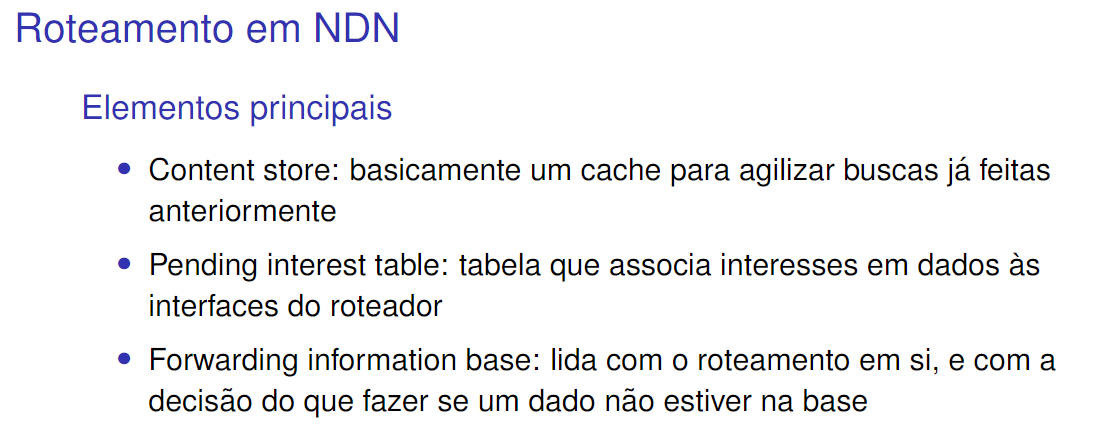 Roteamento em NDN
Elementos principais
• Content store: basicamente um cache para agilizar buscas já feitas
anteriormente
• Pending interest table: tabela que associa interesses em dados às
interfaces do roteador
• Forwarding information base: lida com o roteamento em si, e com a
decisão do que fazer se um dado não estiver na base